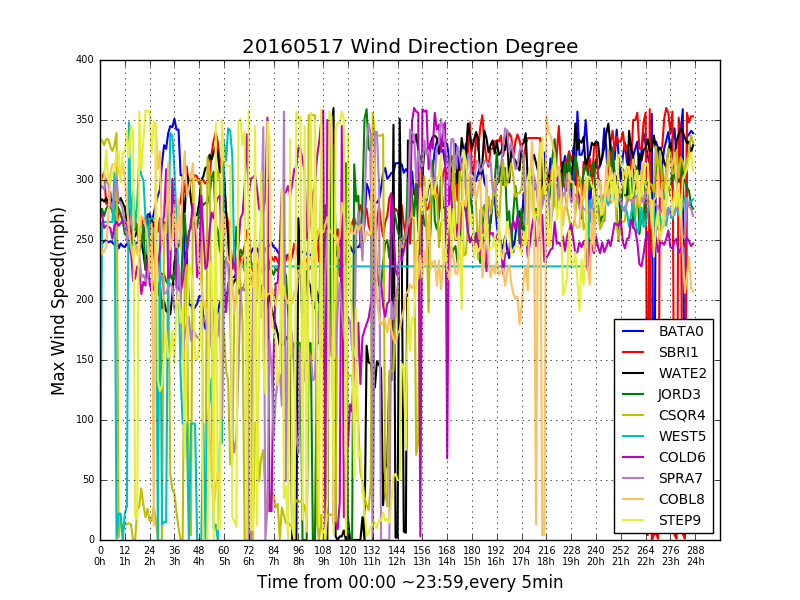 20160517 Wind Direction Degree
Max Wind Speed(mph)
400
350
300
250
200
150
100
50
0
BATA0
SBRI1
WATE2
JORD3
CSQR4
WEST5
COLD6
SPRA7
COBL8
STEP9
0 12 24 36 48 60 72 84 96 108 120 132 144 156 168 180 192 204 216 228 240 252 264 276 288
0h 1h 2h 3h 4h 5h 6h 7h 8h 9h 10h 11h 12h 13h 14h 15h 16h 17h 18h 19h 20h 21h 22h 23h 24h
Time from 00:00 ~23:59,every 5min